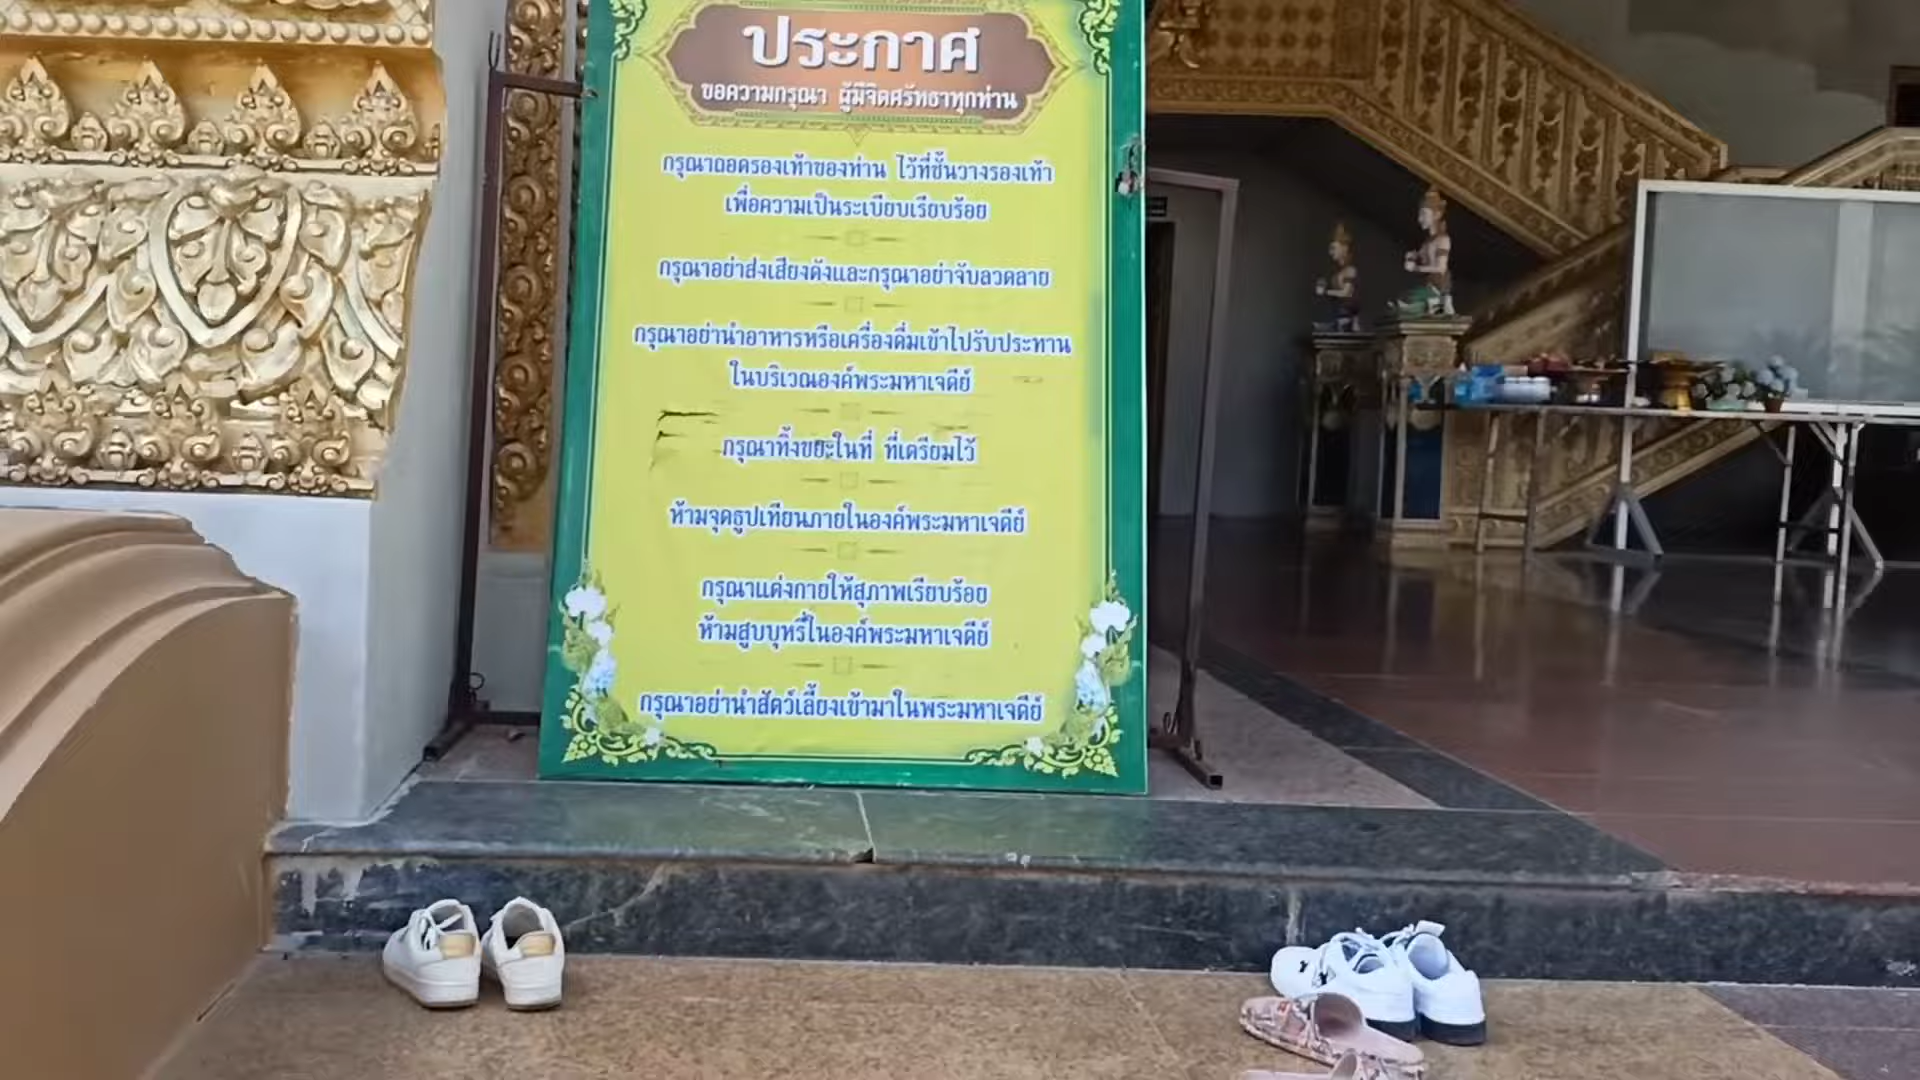 ประกาศ
ขอความกรุณา ผู้มีจิตศรัทธาทุกท่าน
กรุณาถอดรองเท้าของท่าน ไว้ที่ชั้นวางรองเท้า
เพื่อความเป็นระเบียบเรียบร้อย
กรุณาอย่าส่งเสียงดังและกรุณาอย่าจับลวดลาย
กรุณาอย่านำอาหารหรือเครื่องดื่มเข้าไปรับประทาน
ในบริเวณองค์พระมหาเจดีย์
กรุณาทิ้งขยะในที่ ที่เตรียมไว้
ห้ามจุดธูปเทียนภายในองค์พระมหาเจดีย์
กรุณาแต่งกายให้สุภาพเรียบร้อย
ห้ามสูบบุหรี่ในองค์พระมหาเจดีย์
กรุณาอย่านำสัตว์เลี้ยงเข้ามาในพระมหาเจดีย์